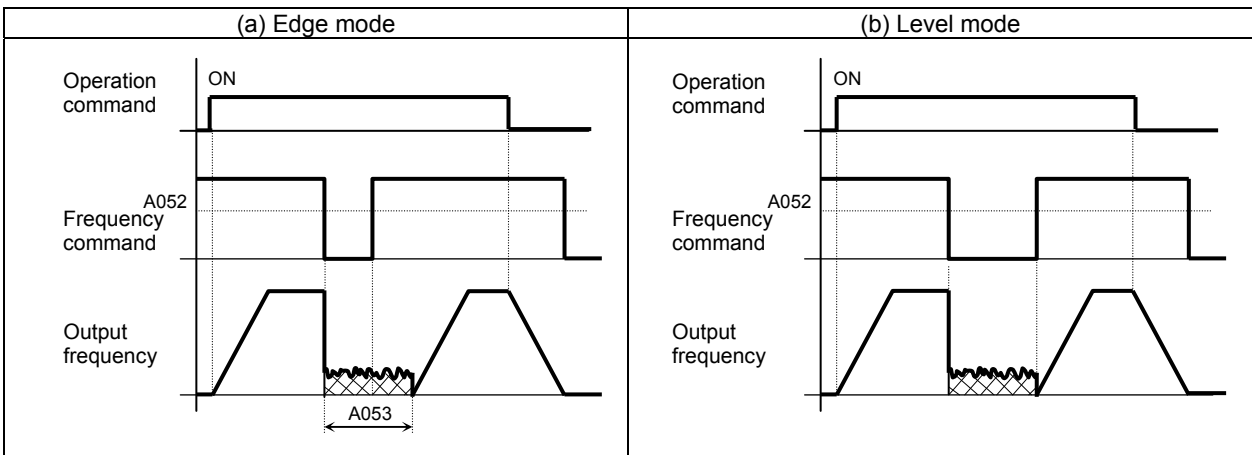 (a) Edge mode
(b) Level mode
Operation
command
ON
A052
Frequency
command
Output
frequency
A053
Operation
command
ON
A052
Frequency
command
Output
frequency